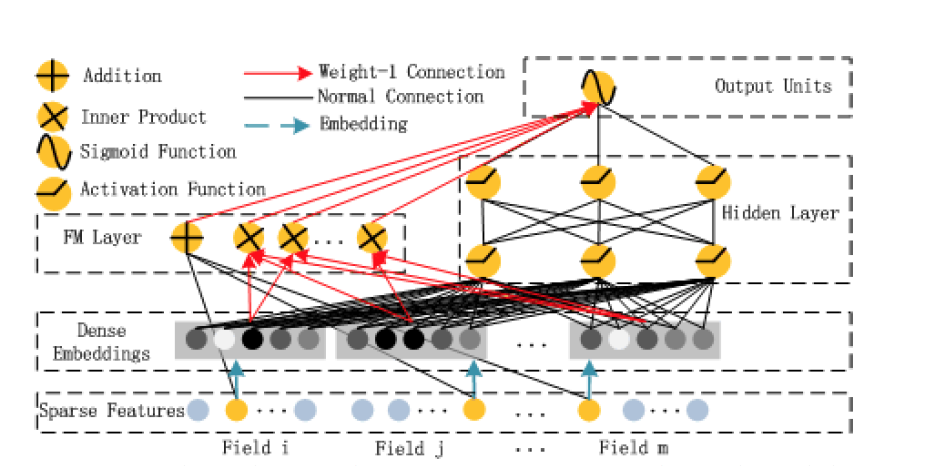 Addition
Inner Product
Sigmoid Function
Activation Function
Weight-1 Connection
Normal Connection
Embedding
Output Units
FM Layer
...
Hidden Layer
Dense
Embeddings
...
Sparse Features
...
...
...
...
Field i
Field j
...
Field m